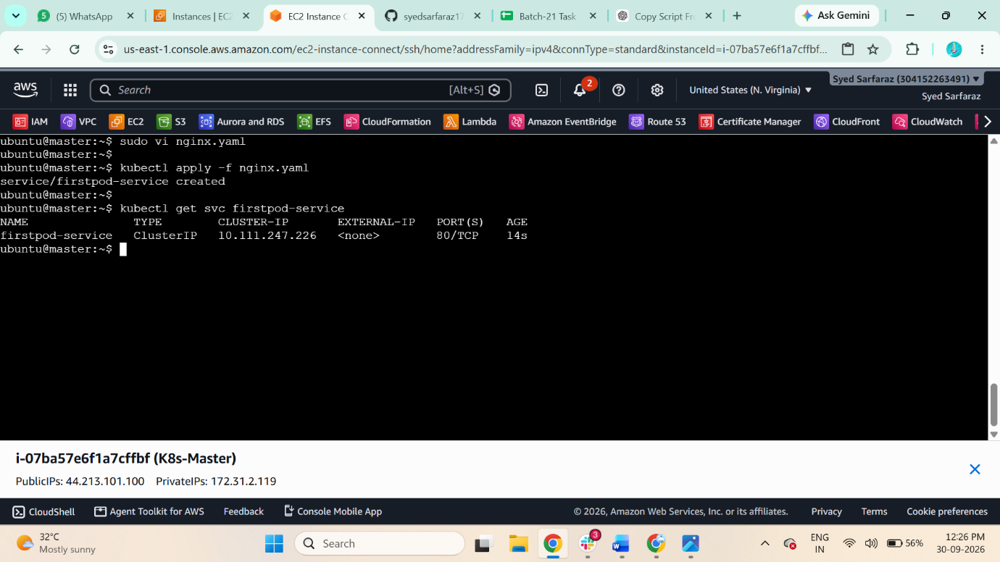 5 (5) WhatsApp
Instances | EC2
EC2 Instance C
syedsarfaraz17
Batch-21 Task
Copy Script Fr
Ask Gemini
us-east-1.console.aws.amazon.com/ec2-instance-connect/ssh/home?addressFamily=ipv4&connType=standard&instanceId=i-07ba57e6f1a7cffbf...
aws Search [Alt+S] 2 United States (N. Virginia) Syed Sarfaraz (304152263491)
Syed Sarfaraz
IAM VPC EC2 S3 Aurora and RDS EFS CloudFormation Lambda Amazon EventBridge Route 53 Certificate Manager CloudFront CloudWatch
ubuntu@master:~$ sudo vi nginx.yaml
ubuntu@master:~$
ubuntu@master:~$ kubectl apply -f nginx.yaml
service/firstpod-service created
ubuntu@master:~$
ubuntu@master:~$ kubectl get svc firstpod-service
NAME TYPE CLUSTER-IP EXTERNAL-IP PORT(S) AGE
firstpod-service ClusterIP 10.111.247.226 <none> 80/TCP 14s
ubuntu@master:~$
i-07ba57e6f1a7cffbf (K8s-Master)
PublicIPs: 44.213.101.100 PrivateIPs: 172.31.2.119
CloudShell Agent Toolkit for AWS Feedback Console Mobile App © 2026, Amazon Web Services, Inc. or its affiliates. Privacy Terms Cookie preferences
32°C
Mostly sunny
Search
3
ENG
IN
56%
12:26 PM
30-09-2026